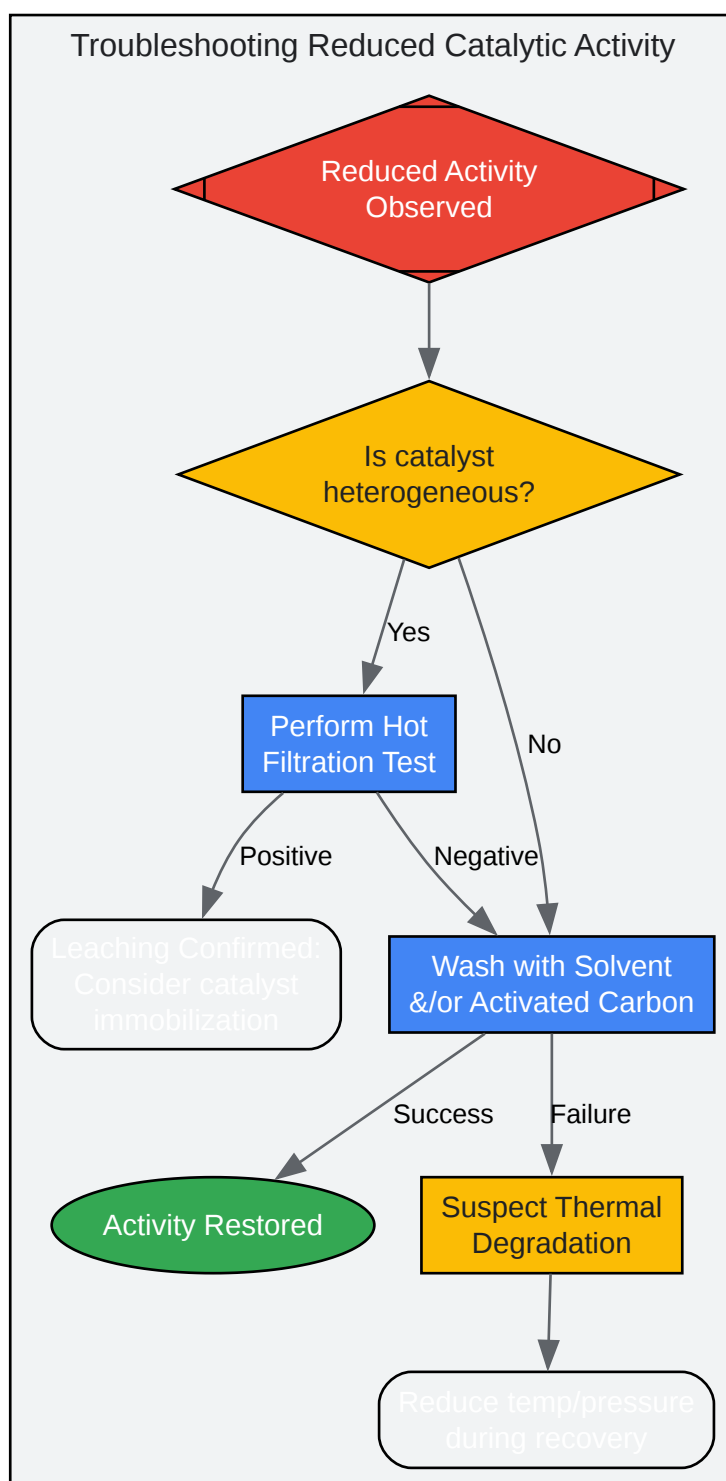 Troubleshooting Reduced Catalytic Activity
Reduced Activity
Observed
Is catalyst
heterogeneous?
Yes
No
Perform Hot
Filtration Test
Positive
Negative
Leaching Confirmed:
Consider catalyst
immobilization
Wash with Solvent
&/or Activated Carbon
Success
Failure
Activity Restored
Suspect Thermal
Degradation
Reduce temp/pressure
during recovery